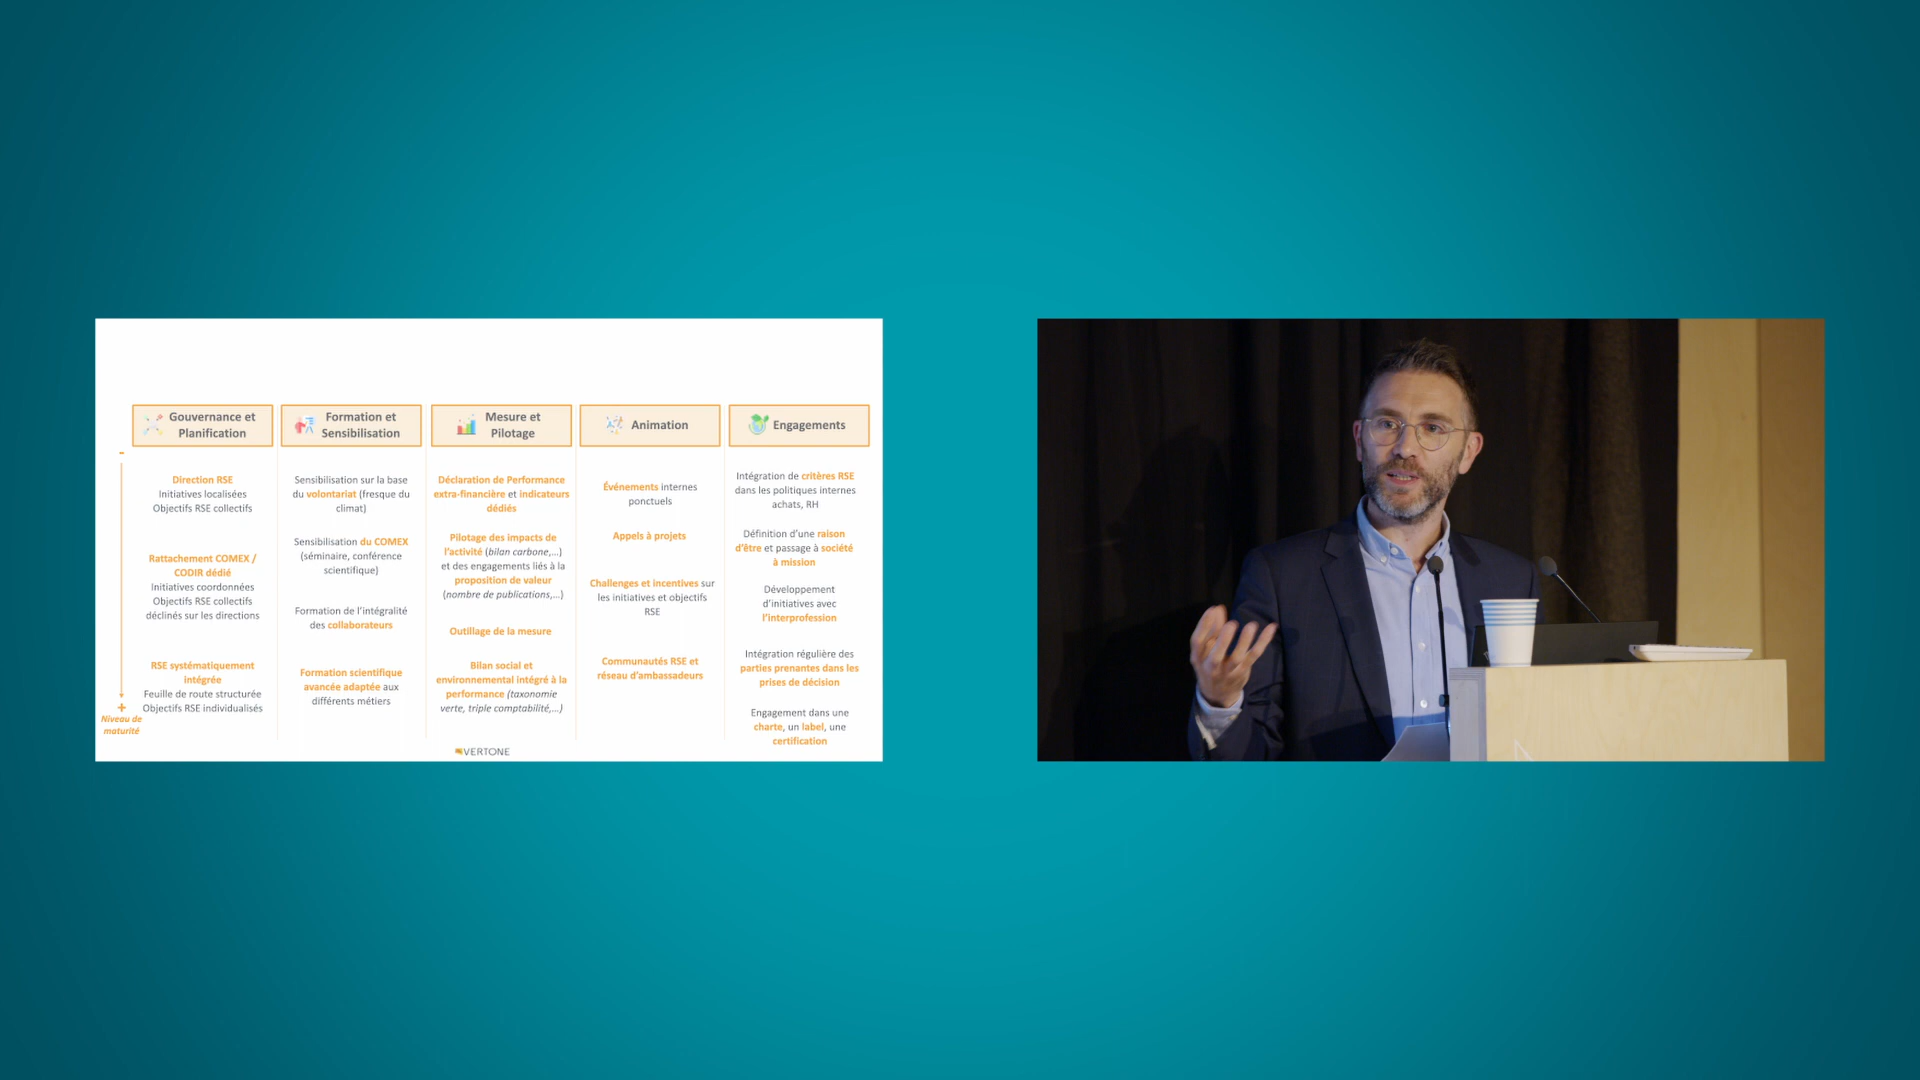 Gouvernance et
Planification
Formation et
Sensibilisation
Mesure et
Pilotage
Animation
Engagements
-
Direction RSE
Initiatives localisées
Objectifs RSE collectifs
Rattachement COMEX /
CODIR dédié
Initiatives coordonnées
Objectifs RSE collectifs
déclinés sur les directions
RSE systématiquement
intégrée
Feuille de route structurée
Objectifs RSE individualisés
+
Niveau de
maturité
Sensibilisation sur la base
du volontariat (fresque du
climat)
Sensibilisation du COMEX
(séminaire, conférence
scientifique)
Formation de l’intégralité
des collaborateurs
Formation scientifique
avancée adaptée aux
différents métiers
Déclaration de Performance
extra-financière et indicateurs
dédiés
Pilotage des impacts de
l’activité (bilan carbone,...)
et des engagements liés à la
proposition de valeur
(nombre de publications,...)
Outillage de la mesure
Bilan social et
environnemental intégré à la
performance (taxonomie
verte, triple comptabilité,...)
Événements internes
ponctuels
Appels à projets
Challenges et incentives sur
les initiatives et objectifs
RSE
Communautés RSE et
réseau d’ambassadeurs
Intégration de critères RSE
dans les politiques internes
achats, RH
Définition d’une raison
d’être et passage à société
à mission
Développement
d’initiatives avec
l’interprofession
Intégration régulière des
parties prenantes dans les
prises de décision
Engagement dans une
charte, un label, une
certification
VERTONE